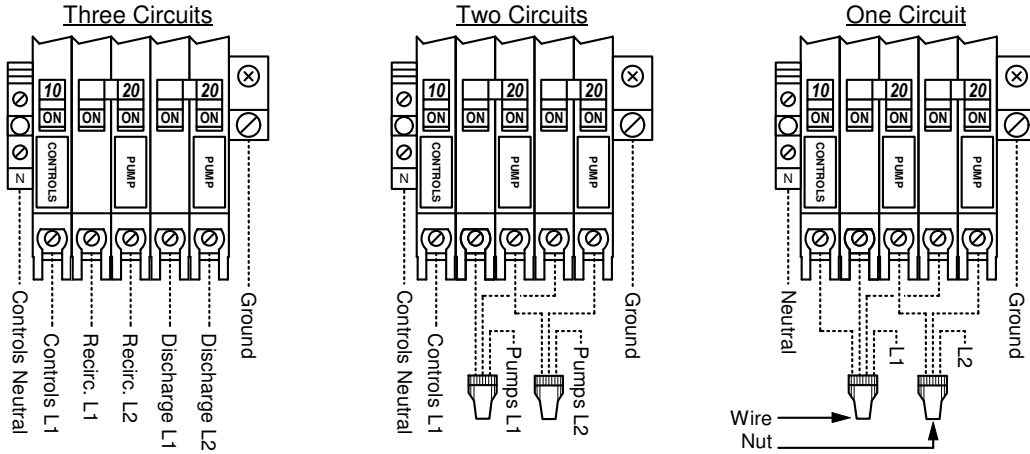 Three Circuits
10
20
20
ON
ON
ON
ON
ON
CONTROLS
PUMP
PUMP
N
Controls Neutral
Controls L1
Recirc. L1
Recirc. L2
Discharge L1
Discharge L2
Ground
Two Circuits
10
20
20
ON
ON
ON
ON
ON
CONTROLS
PUMP
PUMP
N
Controls Neutral
Controls L1
Pumps L1
Pumps L2
Ground
One Circuit
10
20
20
ON
ON
ON
ON
ON
CONTROLS
PUMP
PUMP
N
Neutral
L1
L2
Ground
Wire
Nut